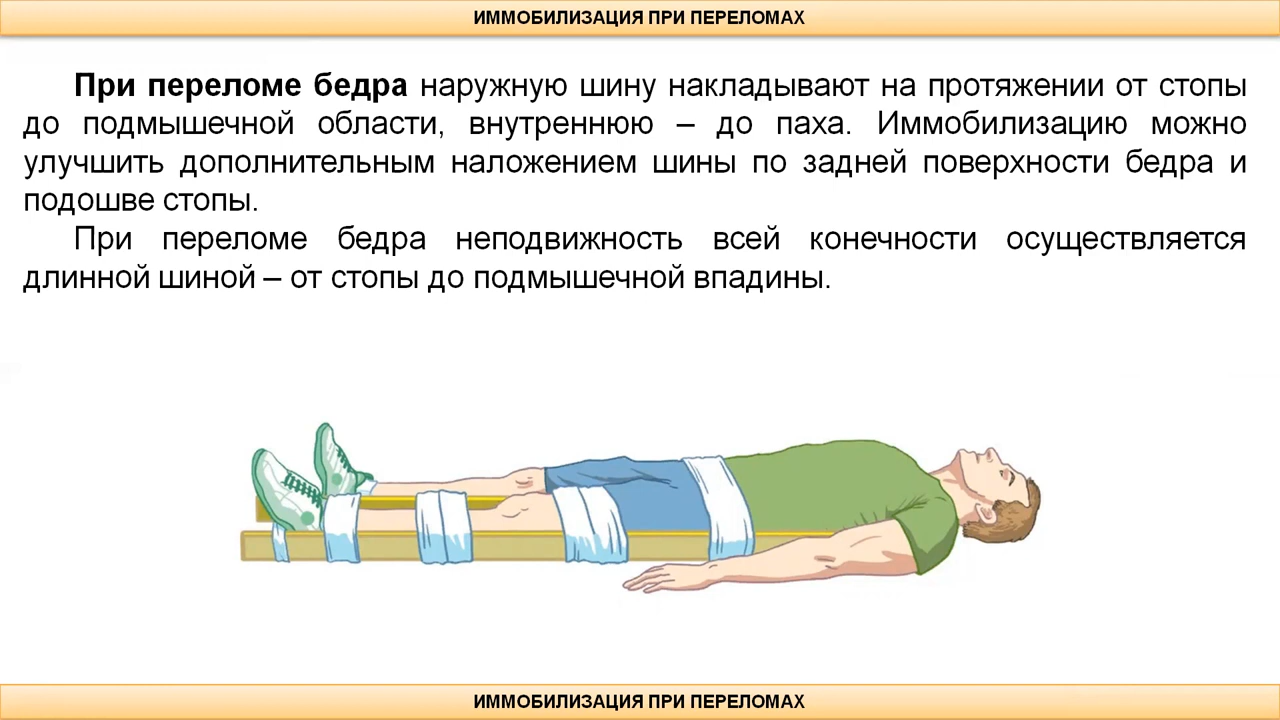 ИММОБИЛИЗАЦИЯ ПРИ ПЕРЕЛОМАХ
При переломе бедра наружную шину накладывают на протяжении от стопы
до подмышечной области, внутреннюю – до паха. Иммобилизацию можно
улучшить дополнительным наложением шины по задней поверхности бедра и
подошве стопы.
При переломе бедра неподвижность всей конечности осуществляется
длинной шиной – от стопы до подмышечной впадины.
ИММОБИЛИЗАЦИЯ ПРИ ПЕРЕЛОМАХ